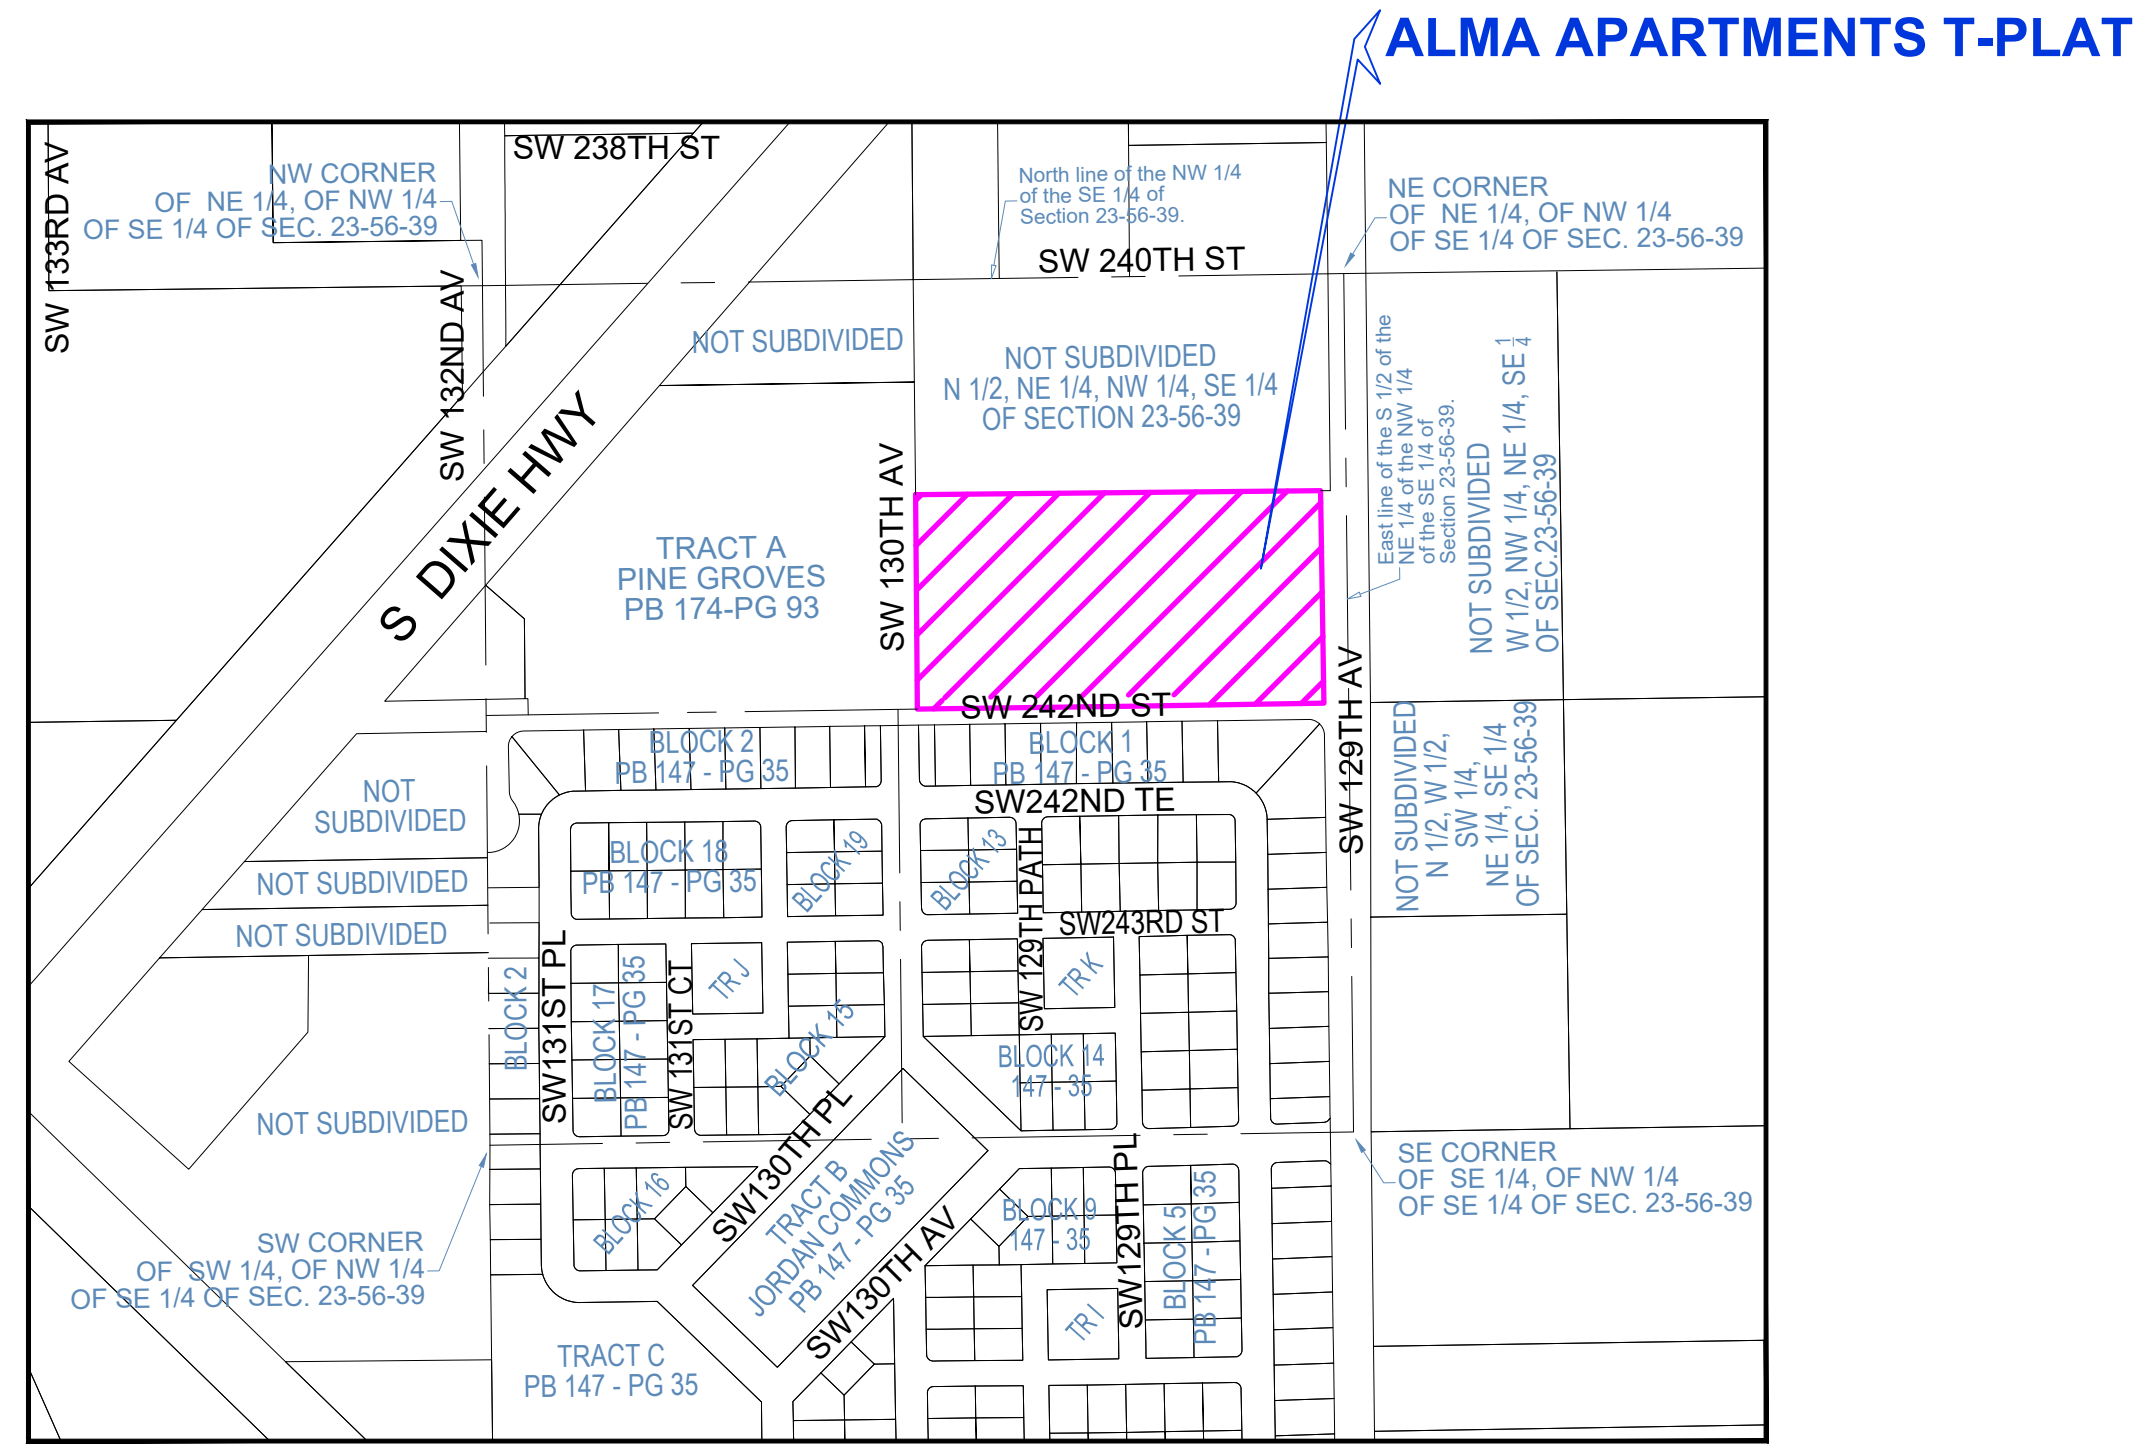 ALMA APARTMENTS T-PLAT
SW 133RD AV
NW CORNER
OF NE 1/4, OF NW 1/4
OF SE 1/4 OF SEC. 23-56-39
SW 238TH ST
North line of the NW 1/4
of the SE 1/4 of
Section 23-56-39.
NE CORNER
OF NE 1/4, OF NW 1/4
OF SE 1/4 OF SEC. 23-56-39
SW 240TH ST
SW 132ND AV
NOT SUBDIVIDED
NOT SUBDIVIDED
N 1/2, NE 1/4, NW 1/4, SE 1/4
OF SECTION 23-56-39
East line of the S 1/2 of the
NE 1/4 of the NW 1/4
of the SE 1/4 of
Section 23-56-39.
NOT SUBDIVIDED
W 1/2, NW 1/4, NE 1/4, SE 1/4
OF SEC.23-56-39
S DIXIE HWY
TRACT A
PINE GROVES
PB 174-PG 93
SW 130TH AV
SW 129TH AV
SW 242ND ST
BLOCK 2
PB 147 - PG 35
BLOCK 1
PB 147 - PG 35
NOT SUBDIVIDED
N 1/2, W 1/2,
SW 1/4,
NE 1/4, SE 1/4
OF SEC. 23-56-39
NOT
SUBDIVIDED
SW242ND TE
BLOCK 18
PB 147 - PG 35
BLOCK 19
BLOCK 13
SW 129TH PATH
NOT SUBDIVIDED
SW243RD ST
NOT SUBDIVIDED
BLOCK 2
SW131ST PL
BLOCK 17
PB 147 - PG 35
SW 131ST CT
TR J
TR K
BLOCK 15
BLOCK 14
147 - 35
NOT SUBDIVIDED
SW130TH PL
TRACT B
JORDAN COMMONS
PB 147 - PG 35
SW130TH AV
SE CORNER
OF SE 1/4, OF NW 1/4
OF SE 1/4 OF SEC. 23-56-39
BLOCK 16
BLOCK 9
147 - 35
SW129TH PL
BLOCK 5
PB 147 - PG 35
SW CORNER
OF SW 1/4, OF NW 1/4
OF SE 1/4 OF SEC. 23-56-39
TR I
TRACT C
PB 147 - PG 35